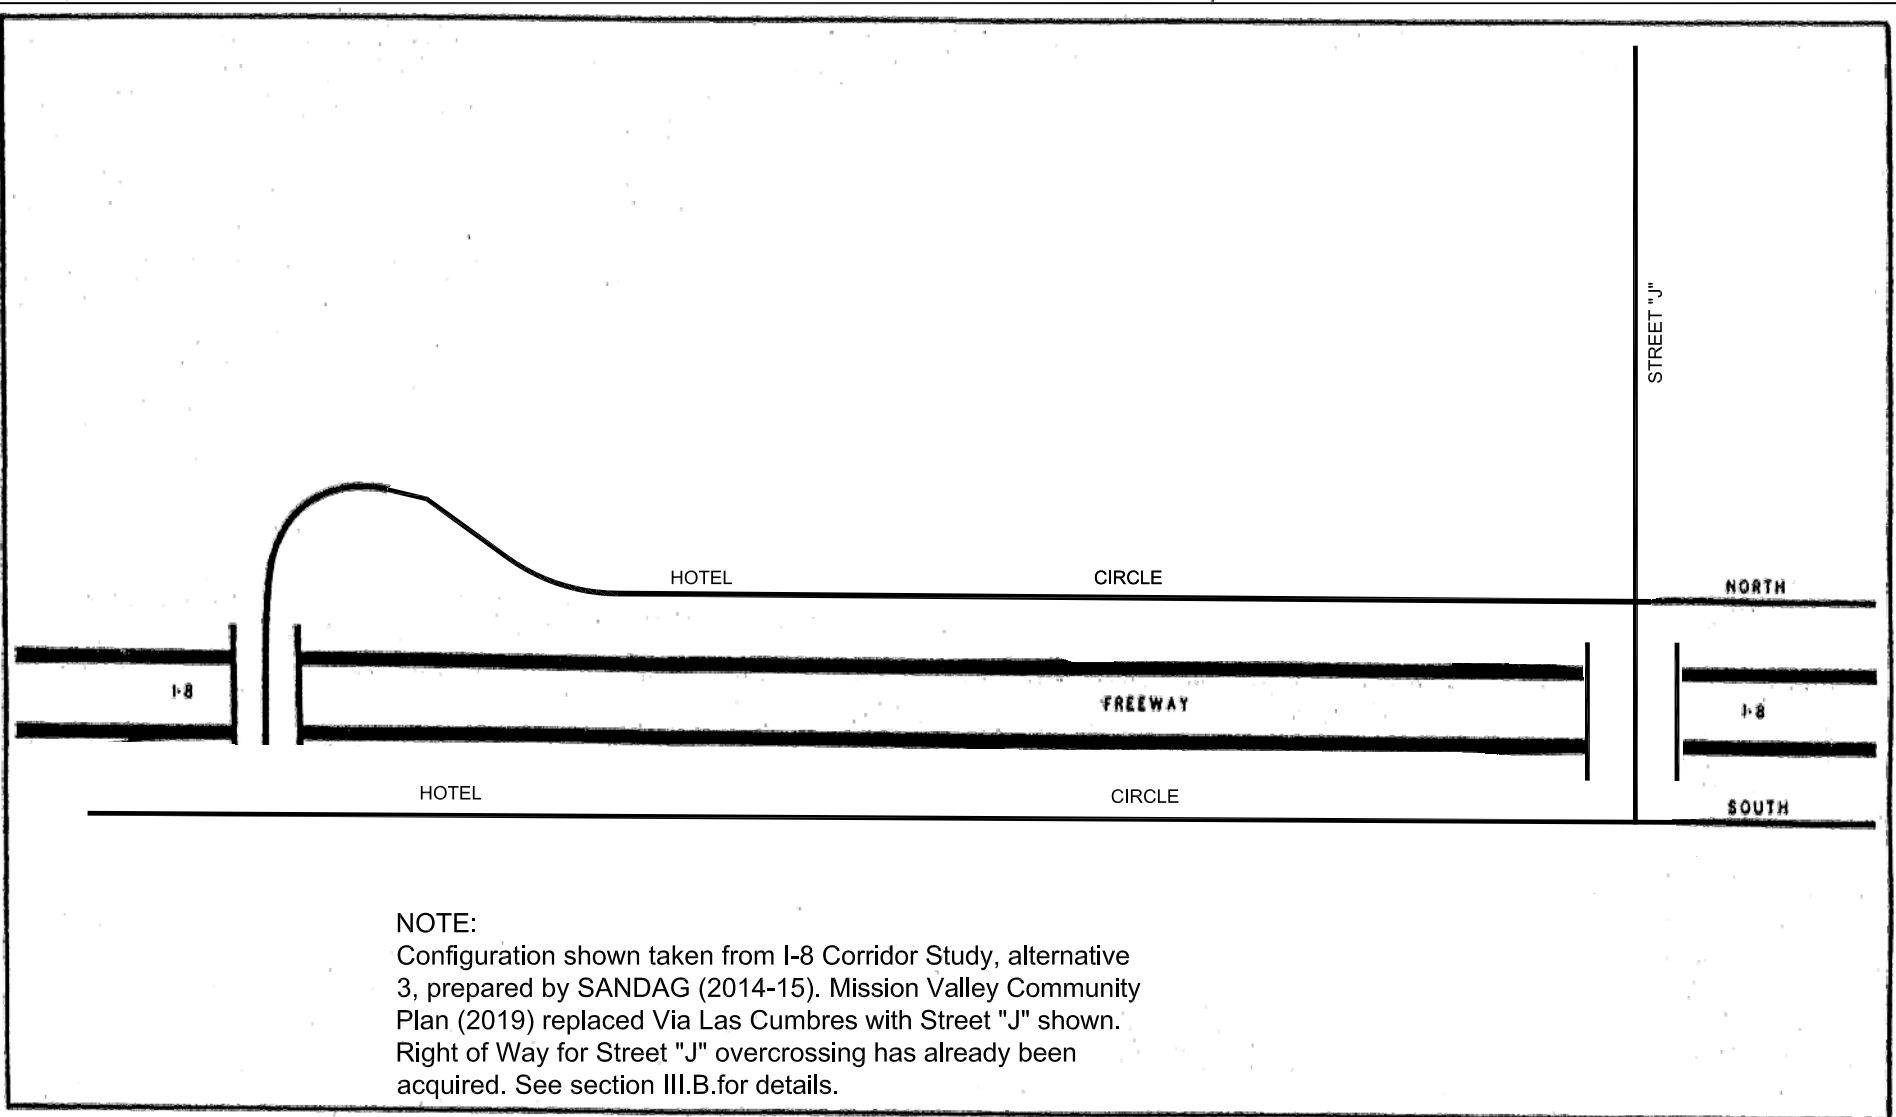 STREET "J"
HOTEL CIRCLE
NORTH
I-8
FREEWAY
I-8
HOTEL CIRCLE
SOUTH
NOTE:
Configuration shown taken from I-8 Corridor Study, alternative
3, prepared by SANDAG (2014-15). Mission Valley Community
Plan (2019) replaced Via Las Cumbres with Street "J" shown.
Right of Way for Street "J" overcrossing has already been
acquired. See section III.B.for details.